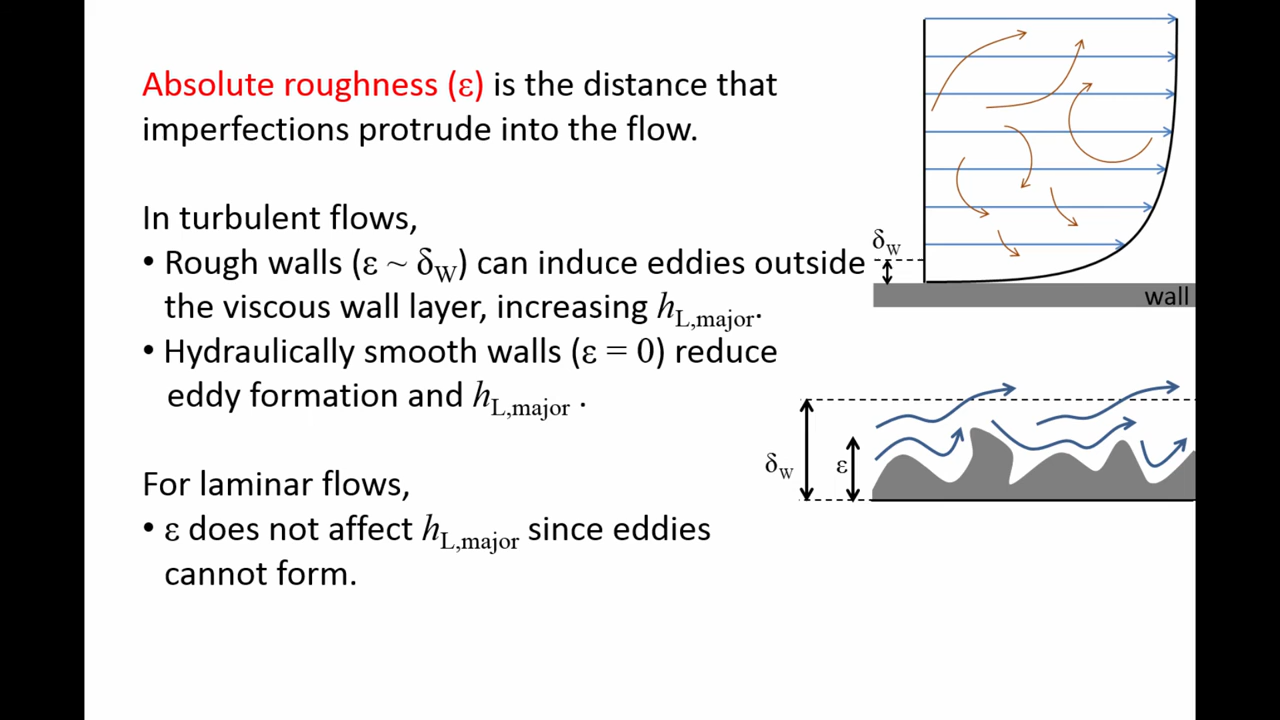 Absolute roughness (ε) is the distance that
imperfections protrude into the flow.
In turbulent flows,
• Rough walls (ε ~ δW) can induce eddies outside
the viscous wall layer, increasing hL,major.
• Hydraulically smooth walls (ε = 0) reduce
eddy formation and hL,major .
For laminar flows,
• ε does not affect hL,major since eddies
cannot form.
δW
wall
δW
ε